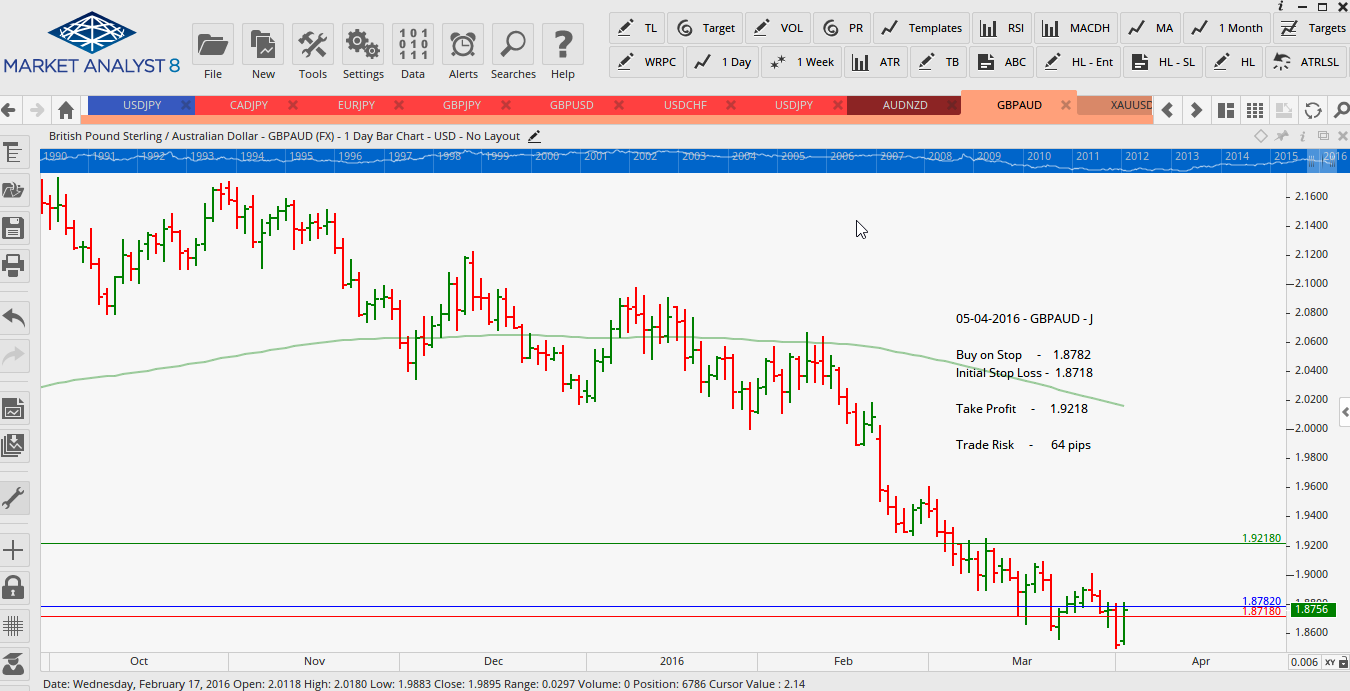 MARKET ANALYST 8
File
New
Tools
Settings
Data
Alerts
Searches
Help
TL
Target
VOL
PR
Templates
RSI
MACDH
MA
1 Month
Targets
WRPC
1 Day
1 Week
ATR
TB
ABC
HL - Ent
HL - SL
HL
ATRLSL
USDJPY
CADJPY
EURJPY
GBPJPY
GBPUSD
USDCHF
USDJPY
AUDNZD
GBPAUD
XAUUSD
British Pound Sterling / Australian Dollar - GBPAUD (FX) - 1 Day Bar Chart - USD - No Layout
1990 1991 1992 1993 1994 1995 1996 1997 1998 1999 2000 2001 2002 2003 2004 2005 2006 2007 2008 2009 2010 2011 2012 2013 2014 2015 2016
2.1600
2.1400
2.1200
2.1000
2.0800
2.0600
2.0400
2.0200
2.0000
1.9800
1.9600
1.9400
1.9200
1.9000
1.8756
1.8600
05-04-2016 - GBPAUD - J
Buy on Stop - 1.8782
Initial Stop Loss - 1.8718
Take Profit - 1.9218
Trade Risk - 64 pips
1.92180
1.87820
1.87180
Oct Nov Dec 2016 Feb Mar Apr
0.006 XY
Date: Wednesday, February 17, 2016 Open: 2.0118 High: 2.0180 Low: 1.9883 Close: 1.9895 Range: 0.0297 Volume: 0 Position: 6786 Cursor Value : 2.14